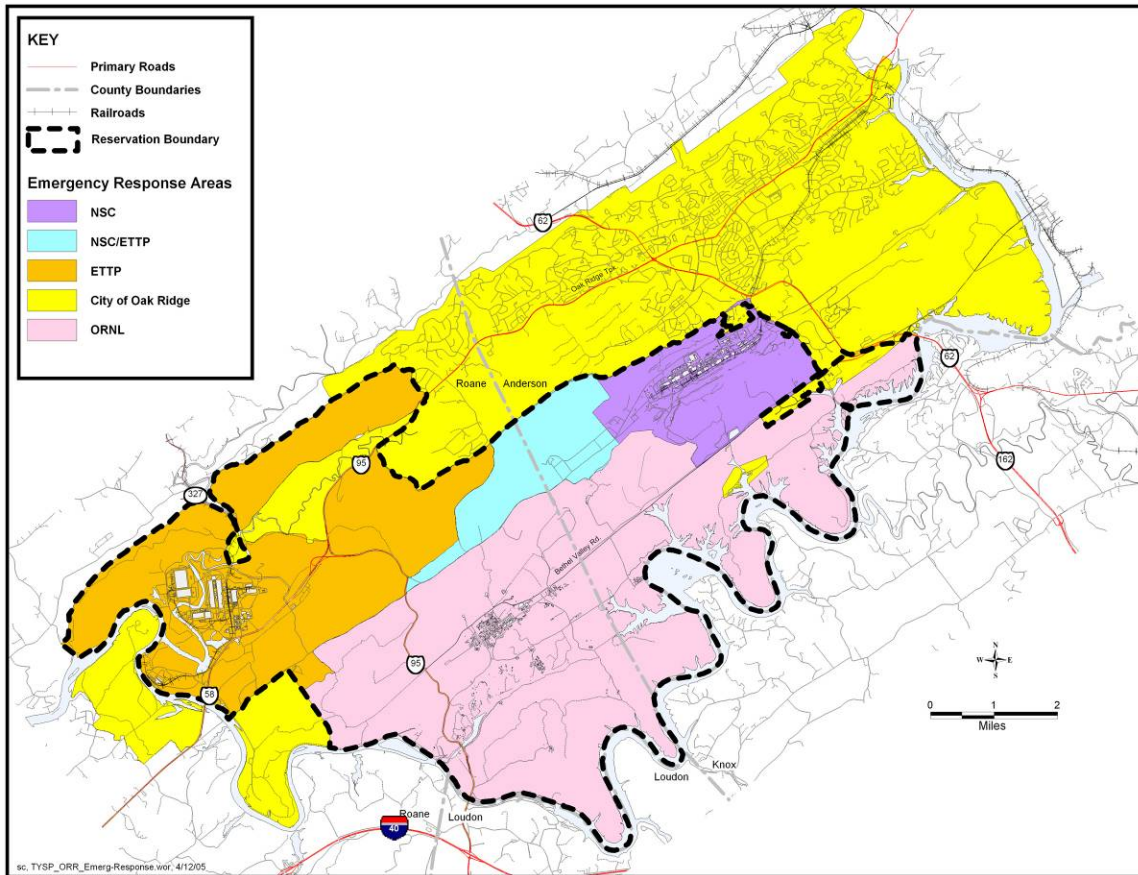 KEY
Primary Roads
County Boundaries
Railroads
Reservation Boundary
Emergency Response Areas
NSC
NSC/ETTP
ETTP
City of Oak Ridge
ORNL
62
Oak Ridge Tpk
Roane Anderson
62
95
162
327
Bethel Valley Rd.
95
58
W E
N
S
0 1 2
Miles
Knox
Loudon
Roane
Loudon
40
sc, TYSP_ORR_Emerg-Response.wor, 4/12/05